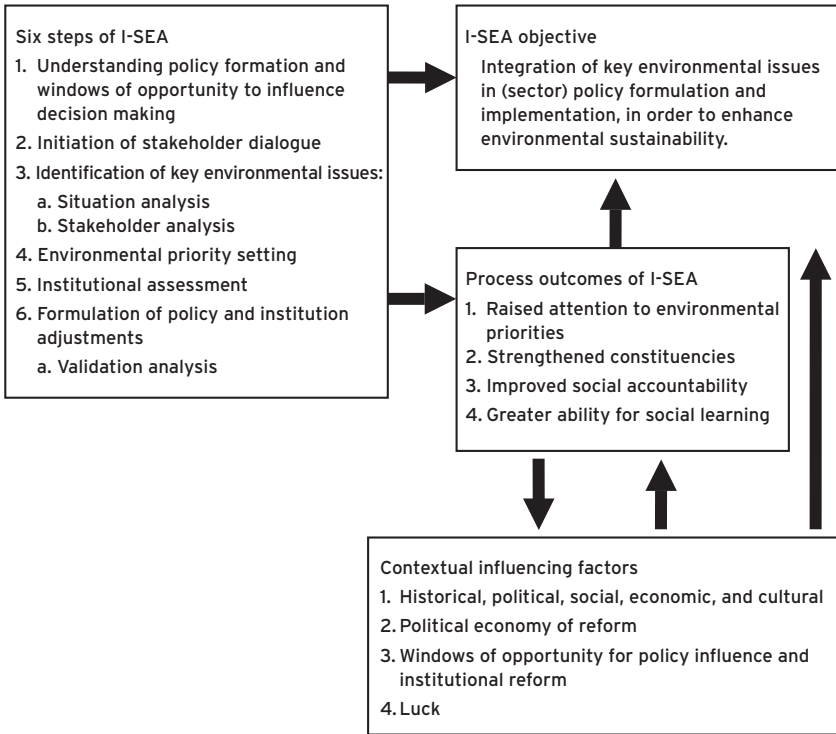 Six steps of I-SEA
1. Understanding policy formation and
windows of opportunity to influence
decision making
2. Initiation of stakeholder dialogue
3. Identification of key environmental issues:
a. Situation analysis
b. Stakeholder analysis
4. Environmental priority setting
5. Institutional assessment
6. Formulation of policy and institution
adjustments
a. Validation analysis
I-SEA objective
Integration of key environmental issues
in (sector) policy formulation and
implementation, in order to enhance
environmental sustainability.
Process outcomes of I-SEA
1. Raised attention to environmental
priorities
2. Strengthened constituencies
3. Improved social accountability
4. Greater ability for social learning
Contextual influencing factors
1. Historical, political, social, economic, and cultural
2. Political economy of reform
3. Windows of opportunity for policy influence and
institutional reform
4. Luck